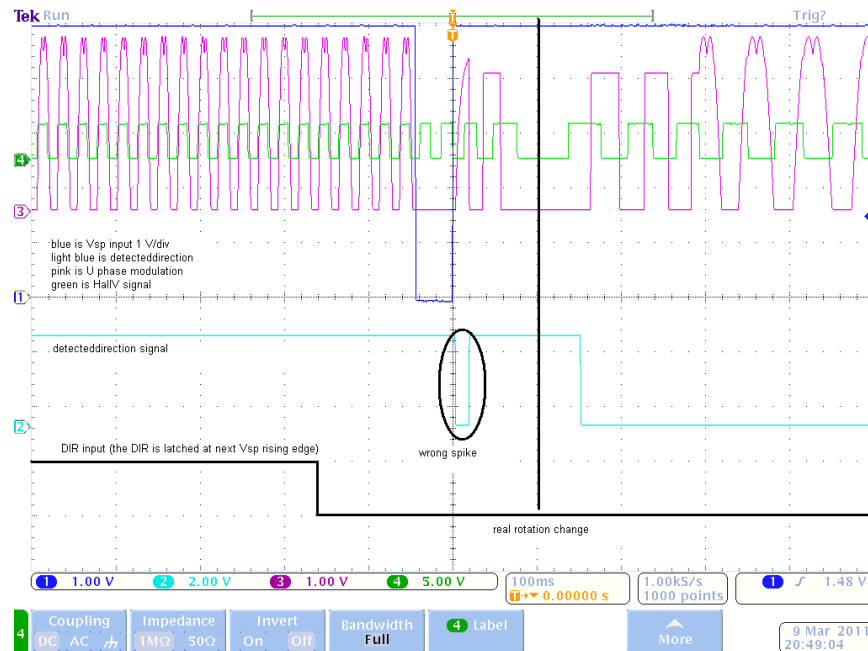 Tek Run Trig?
T
T
4
3
blue is Vsp input 1 V/div
light blue is detecteddirection
pink is U phase modulation
green is HallV signal
1
detecteddirection signal
2
DIR input (the DIR is latched at next Vsp rising edge)
wrong spike
real rotation change
1 1.00 V 2 2.00 V 3 1.00 V 4 5.00 V
100ms
T→▼ 0.00000 s
1.00kS/s
1000 points
1 1.48 V
4
Coupling
DC AC
Impedance
1MΩ 50Ω
Invert
On Off
Bandwidth
Full
4 Label
More
9 Mar 2011
20:49:04